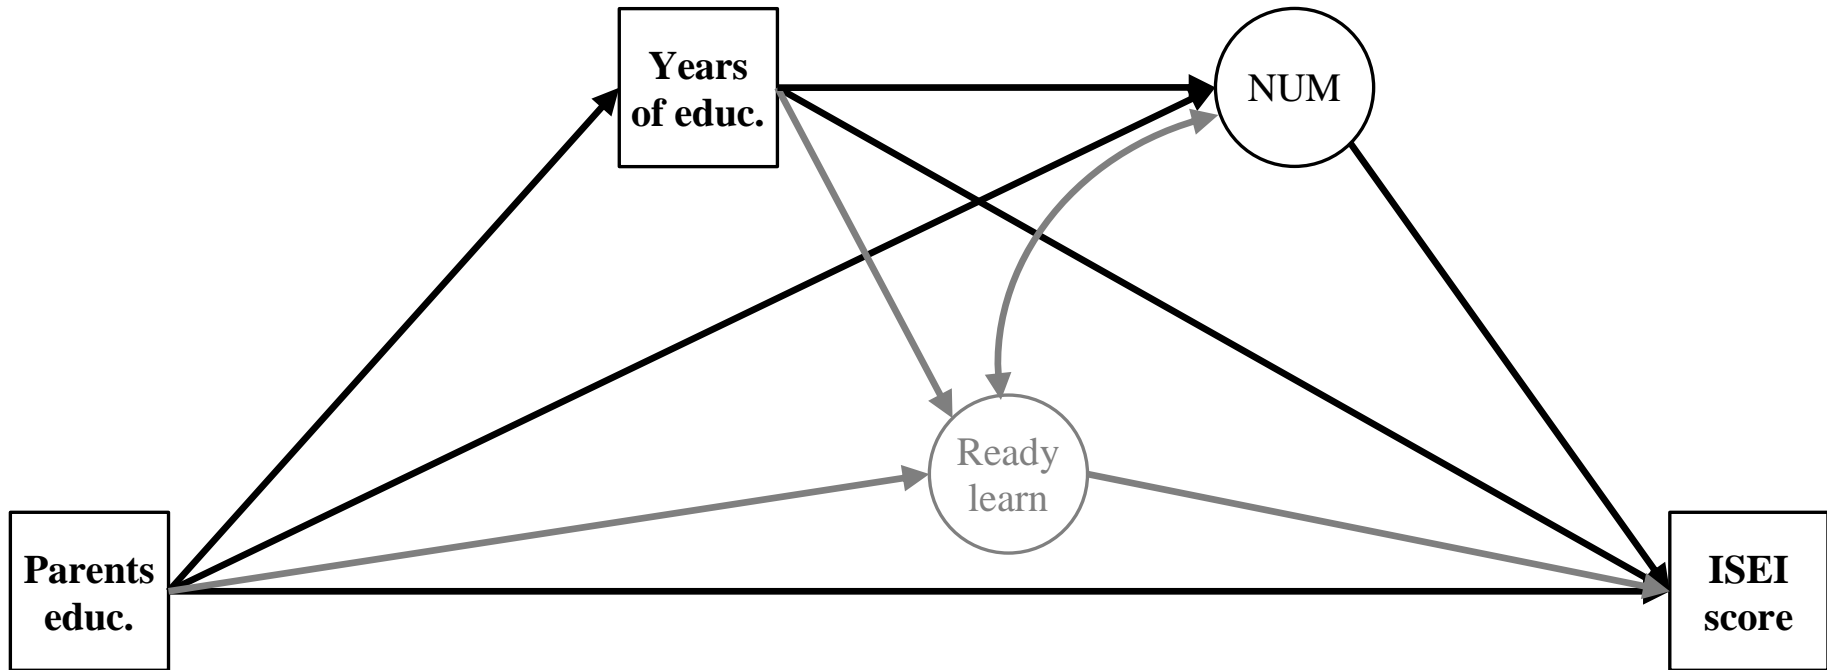 Years
of educ.
NUM
Ready
learn
Parents
educ.
ISEI
score